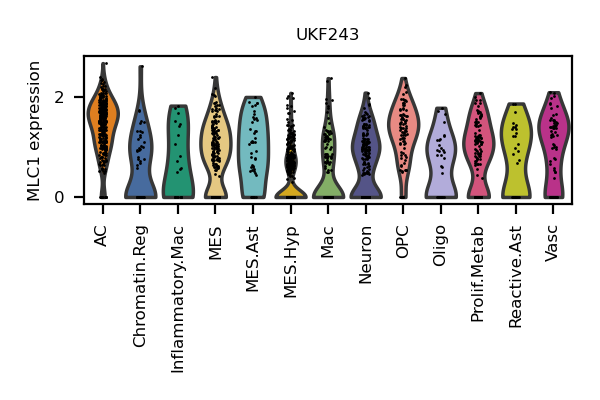 UKF243
MLC1 expression
2
0
AC
Chromatin.Reg
Inflammatory.Mac
MES
MES.Ast
MES.Hyp
Mac
Neuron
OPC
Oligo
Prolif.Metab
Reactive.Ast
Vasc